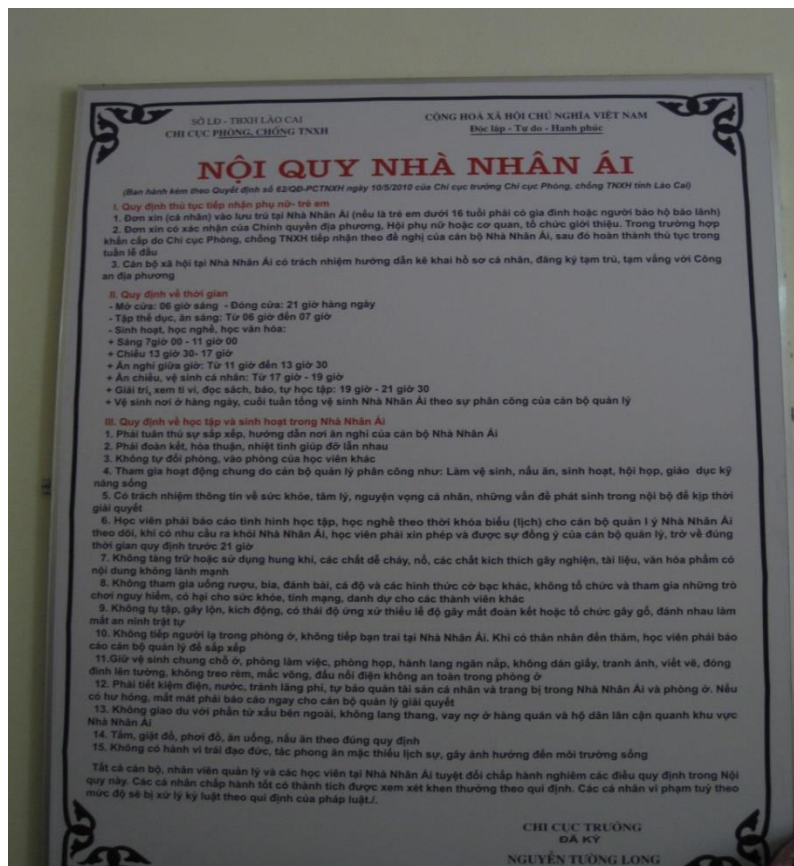 SỞ LĐ - TBXH LÀO CAI
CHI CỤC PHÒNG, CHỐNG TNXH
CỘNG HOÀ XÃ HỘI CHỦ NGHĨA VIỆT NAM
Độc lập - Tự do - Hạnh phúc
NỘI QUY NHÀ NHÂN ÁI
(Ban hành kèm theo Quyết định số 62/QĐ-PCTNXH ngày 10/5/2010 của Chi cục trưởng Chi cục Phòng, chống TNXH tỉnh Lào Cai)
I. Quy định thủ tục tiếp nhận phụ nữ- trẻ em
1. Đơn xin (cá nhân) vào lưu trú tại Nhà Nhân Ái (nếu là trẻ em dưới 16 tuổi phải có gia đình hoặc người bảo hộ bảo lãnh)
2. Đơn xin có xác nhận của Chính quyền địa phương, Hội phụ nữ hoặc cơ quan, tổ chức giới thiệu. Trong trường hợp
khẩn cấp do Chi cục Phòng, chống TNXH tiếp nhận theo đề nghị của cán bộ Nhà Nhân Ái, sau đó hoàn thành thủ tục trong
tuần lễ đầu
3. Cán bộ xã hội tại Nhà Nhân Ái có trách nhiệm hướng dẫn kê khai hồ sơ cá nhân, đăng ký tạm trú, tạm vắng với Công
an địa phương
II. Quy định về thời gian
- Mở cửa: 06 giờ sáng - Đóng cửa: 21 giờ hàng ngày
- Tập thể dục, ăn sáng: Từ 06 giờ đến 07 giờ
- Sinh hoạt, học nghề, học văn hóa:
+ Sáng 7giờ 00 - 11 giờ 00
+ Chiều 13 giờ 30- 17 giờ
+ Ăn nghỉ giữa giờ: Từ 11 giờ đến 13 giờ 30
+ Ăn chiều, vệ sinh cá nhân: Từ 17 giờ - 19 giờ
+ Giải trí, xem ti vi, đọc sách, báo, tự học tập: 19 giờ - 21 giờ 30
+ Vệ sinh nơi ở hàng ngày, cuối tuần tổng vệ sinh Nhà Nhân Ái theo sự phân công của cán bộ quản lý
III. Quy định về học tập và sinh hoạt trong Nhà Nhân Ái
1. Phải tuân thủ sự sắp xếp, hướng dẫn nơi ăn nghỉ của cán bộ Nhà Nhân Ái
2. Phải đoàn kết, hòa thuận, nhiệt tình giúp đỡ lẫn nhau
3. Không tự đổi phòng, vào phòng của học viên khác
4. Tham gia hoạt động chung do cán bộ quản lý phân công như: Làm vệ sinh, nấu ăn, sinh hoạt, hội họp, giáo dục kỹ
năng sống
5. Có trách nhiệm thông tin về sức khỏe, tâm lý, nguyện vọng cá nhân, những vấn đề phát sinh trong nội bộ để kịp thời
giải quyết
6. Học viên phải báo cáo tình hình học tập, học nghề theo thời khóa biểu (lịch) cho cán bộ quản l ý Nhà Nhân Ái
theo dõi, khi có nhu cầu ra khỏi Nhà Nhân Ái, học viên phải xin phép và được sự đồng ý của cán bộ quản lý, trở về đúng
thời gian quy định trước 21 giờ
7. Không tàng trữ hoặc sử dụng hung khí, các chất dễ cháy, nổ, các chất kích thích gây nghiện, tài liệu, văn hóa phẩm có
nội dung không lành mạnh
8. Không tham gia uống rượu, bia, đánh bài, cá độ và các hình thức cờ bạc khác, không tổ chức và tham gia những trò
chơi nguy hiểm, có hại cho sức khỏe, tính mạng, danh dự cho các thành viên khác
9. Không tụ tập, gây lộn, kích động, có thái độ ứng xử thiếu lễ độ gây mất đoàn kết hoặc tổ chức gây gổ, đánh nhau làm
mất an ninh trật tự
10. Không tiếp người lạ trong phòng ở, không tiếp bạn trai tại Nhà Nhân Ái. Khi có thân nhân đến thăm, học viên phải báo
cáo cán bộ quản lý để sắp xếp
11.Giữ vệ sinh chung chỗ ở, phòng làm việc, phòng họp, hành lang ngăn nắp, không dán giấy, tranh ảnh, viết vẽ, đóng
đinh lên tường, không treo rèm, mắc võng, đấu nối điện không an toàn trong phòng ở
12. Phải tiết kiệm điện, nước, tránh lãng phí, tự bảo quản tài sản cá nhân và trang bị trong Nhà Nhân Ái và phòng ở. Nếu
có hư hỏng, mất mát phải báo cáo ngay cho cán bộ quản lý giải quyết
13. Không giao du với phần tử xấu bên ngoài, không lang thang, vay nợ ở hàng quán và hộ dân lân cận quanh khu vực
Nhà Nhân Ái
14. Tắm, giặt đồ, phơi đồ, ăn uống, nấu ăn theo đúng quy định
15. Không có hành vi trái đạo đức, tác phong ăn mặc thiếu lịch sự, gây ảnh hưởng đến môi trường sống
Tất cả cán bộ, nhân viên quản lý và các học viên tại Nhà Nhân Ái tuyệt đối chấp hành nghiêm các điều quy định trong Nội
quy này. Các cá nhân chấp hành tốt có thành tích được xem xét khen thưởng theo qui định. Các cá nhân vi phạm tuỳ theo
mức độ sẽ bị xử lý kỷ luật theo qui định của pháp luật./.
CHI CỤC TRƯỞNG
ĐÃ KÝ
NGUYỄN TƯỜNG LONG